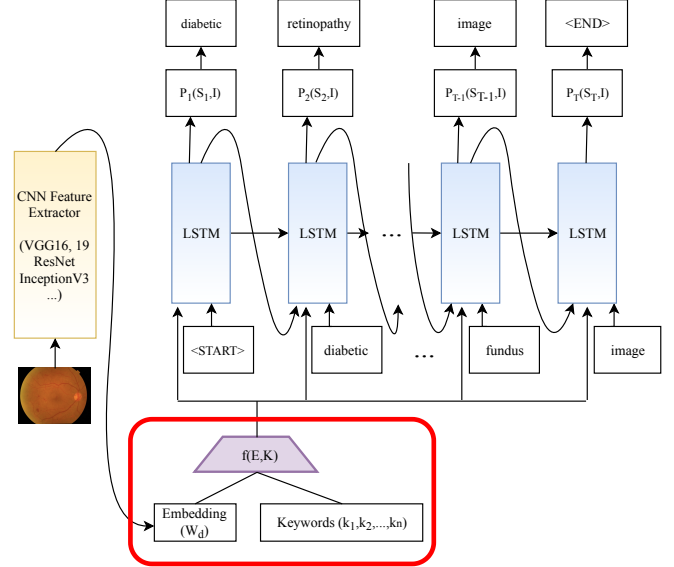 diabetic
retinopathy
image
<END>
P1(S1,I)
P2(S2,I)
PT-1(ST-1,I)
PT(ST,I)
CNN Feature
Extractor
(VGG16, 19
ResNet
InceptionV3
...)
LSTM
LSTM
...
LSTM
LSTM
<START>
diabetic
...
fundus
image
f(E,K)
Embedding
(Wd)
Keywords (k1,k2,...,kn)